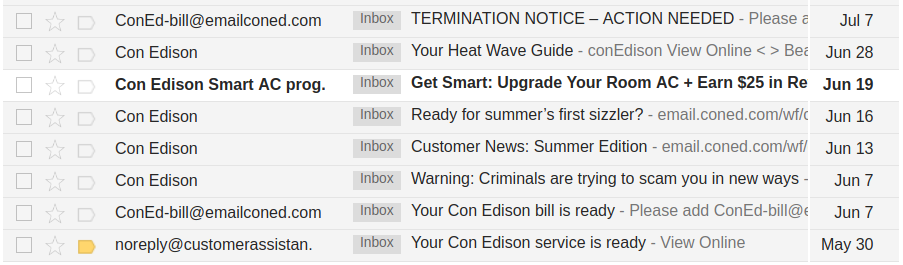 ConEd-bill@emailconed.com Inbox TERMINATION NOTICE – ACTION NEEDED - Please a Jul 7
Con Edison Inbox Your Heat Wave Guide - conEdison View Online < > Bea Jun 28
Con Edison Smart AC prog. Inbox Get Smart: Upgrade Your Room AC + Earn $25 in Re Jun 19
Con Edison Inbox Ready for summer’s first sizzler? - email.coned.com/wf/c Jun 16
Con Edison Inbox Customer News: Summer Edition - email.coned.com/wf/ Jun 13
Con Edison Inbox Warning: Criminals are trying to scam you in new ways - Jun 7
ConEd-bill@emailconed.com Inbox Your Con Edison bill is ready - Please add ConEd-bill@e Jun 7
noreply@customerassistan. Inbox Your Con Edison service is ready - View Online May 30